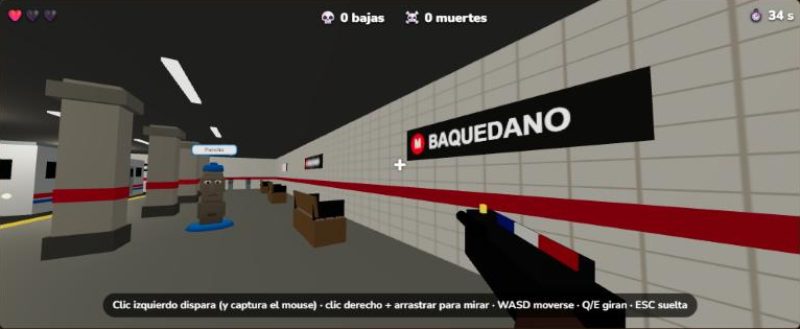 0 bajas
0 muertes
34 s
M BAQUEDANO
Clic izquierdo dispara (y captura el mouse) · clic derecho + arrastrar para mirar · WASD moverse · Q/E giran · ESC suelta